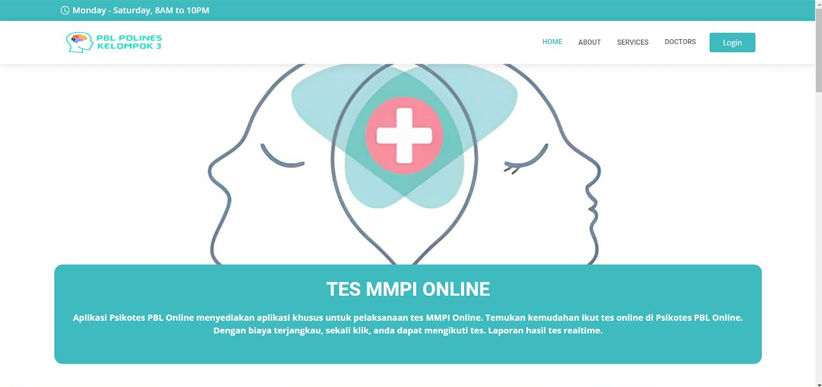 Monday - Saturday, 8AM to 10PM
PBL POLINES
KELOMPOK 3
HOME ABOUT SERVICES DOCTORS Login
TES MMPI ONLINE
Aplikasi Psikotes PBL Online menyediakan aplikasi khusus untuk pelaksanaan tes MMPI Online. Temukan kemudahan ikut tes online di Psikotes PBL Online.
Dengan biaya terjangkau, sekali klik, anda dapat mengikuti tes. Laporan hasil tes realtime.